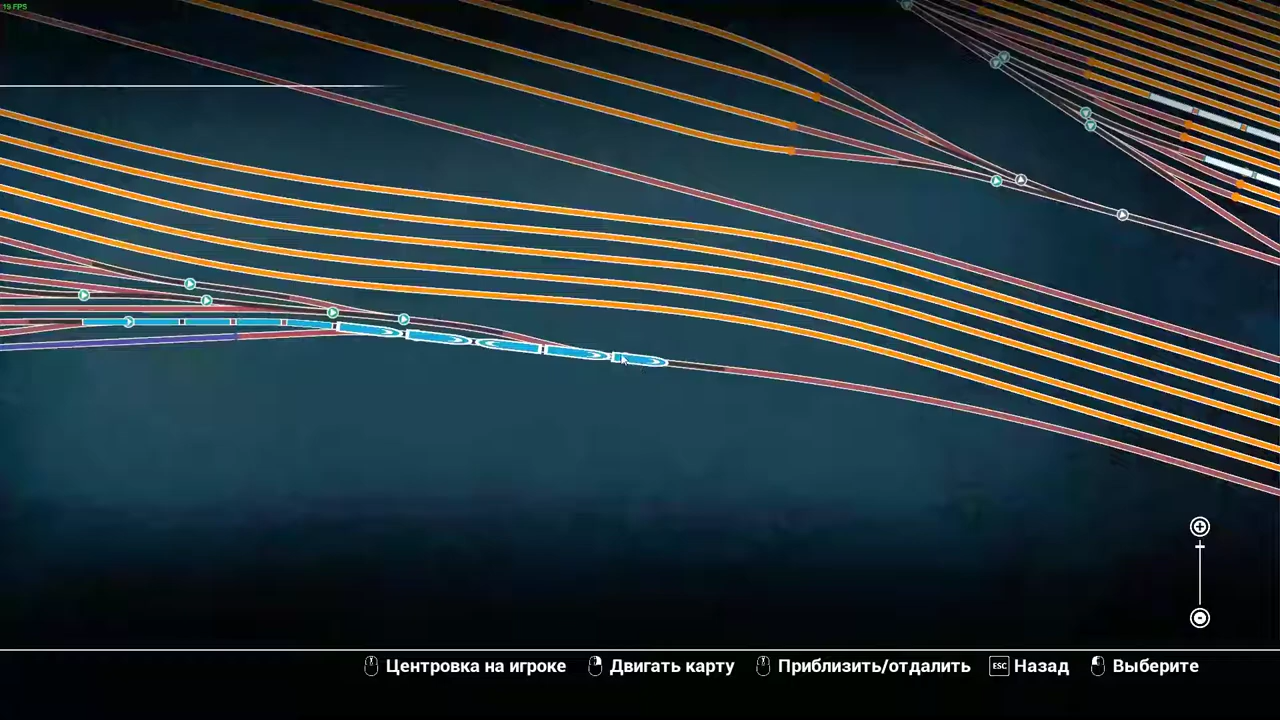 19 FPS
Центровка на игроке
Двигать карту
Приблизить/отдалить
ESC Назад
Выберите